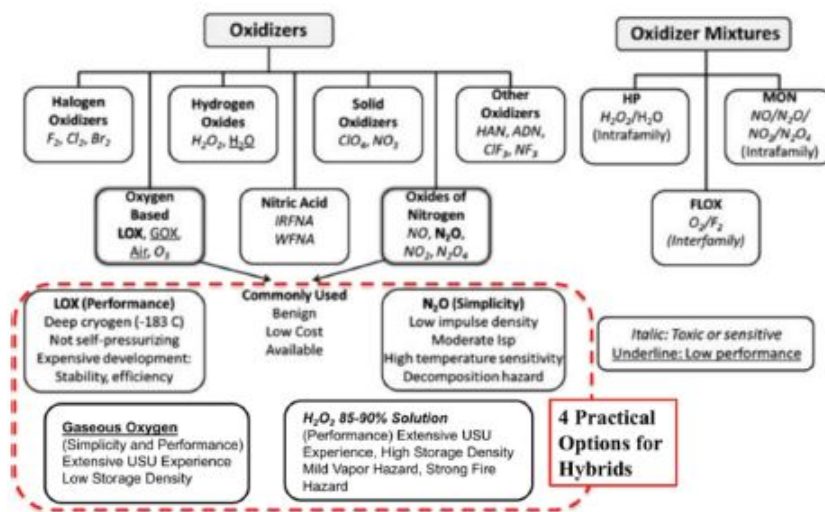 Oxidizers
Oxidizer Mixtures
Halogen
Oxidizers
F₂, Cl₂, Br₂
Hydrogen
Oxides
H₂O₂, H₂O
Solid
Oxidizers
ClO₄, NO₃
Other
Oxidizers
HAN, ADN,
ClF₃, NF₃
HP
H₂O₂/H₂O
(Intrafamily)
MON
NO/N₂O/
NO₂/N₂O₄
(Intrafamily)
Oxygen
Based
LOX, GOX,
Air, O₃
Nitric Acid
IRFNA
WFNA
Oxides of
Nitrogen
NO, N₂O,
NO₂, N₂O₄
FLOX
O₂/F₂
(Interfamily)
LOX (Performance)
Deep cryogen (-183 C)
Not self-pressurizing
Expensive development:
Stability, efficiency
Commonly Used
Benign
Low Cost
Available
N₂O (Simplicity)
Low impulse density
Moderate Isp
High temperature sensitivity
Decomposition hazard
Italic: Toxic or sensitive
Underline: Low performance
Gaseous Oxygen
(Simplicity and Performance)
Extensive USU Experience
Low Storage Density
H₂O₂ 85-90% Solution
(Performance) Extensive USU
Experience, High Storage Density
Mild Vapor Hazard, Strong Fire
Hazard
4 Practical
Options for
Hybrids